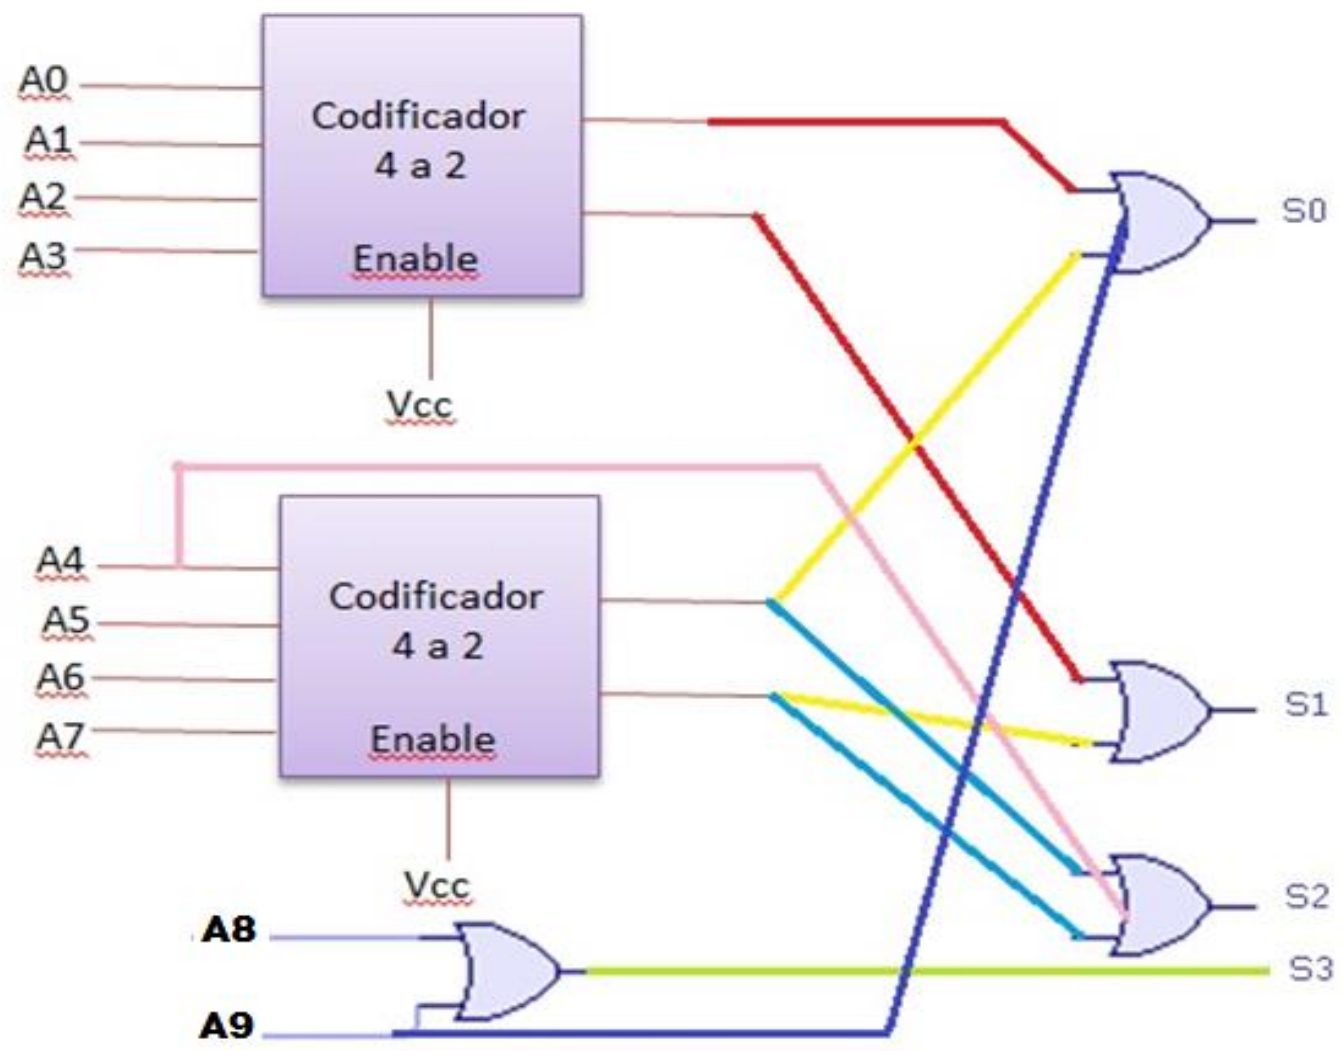 A0
A1
A2
A3
Codificador
4 a 2
Enable
Vcc
S0
A4
A5
A6
A7
Codificador
4 a 2
Enable
Vcc
S1
S2
A8
S3
A9